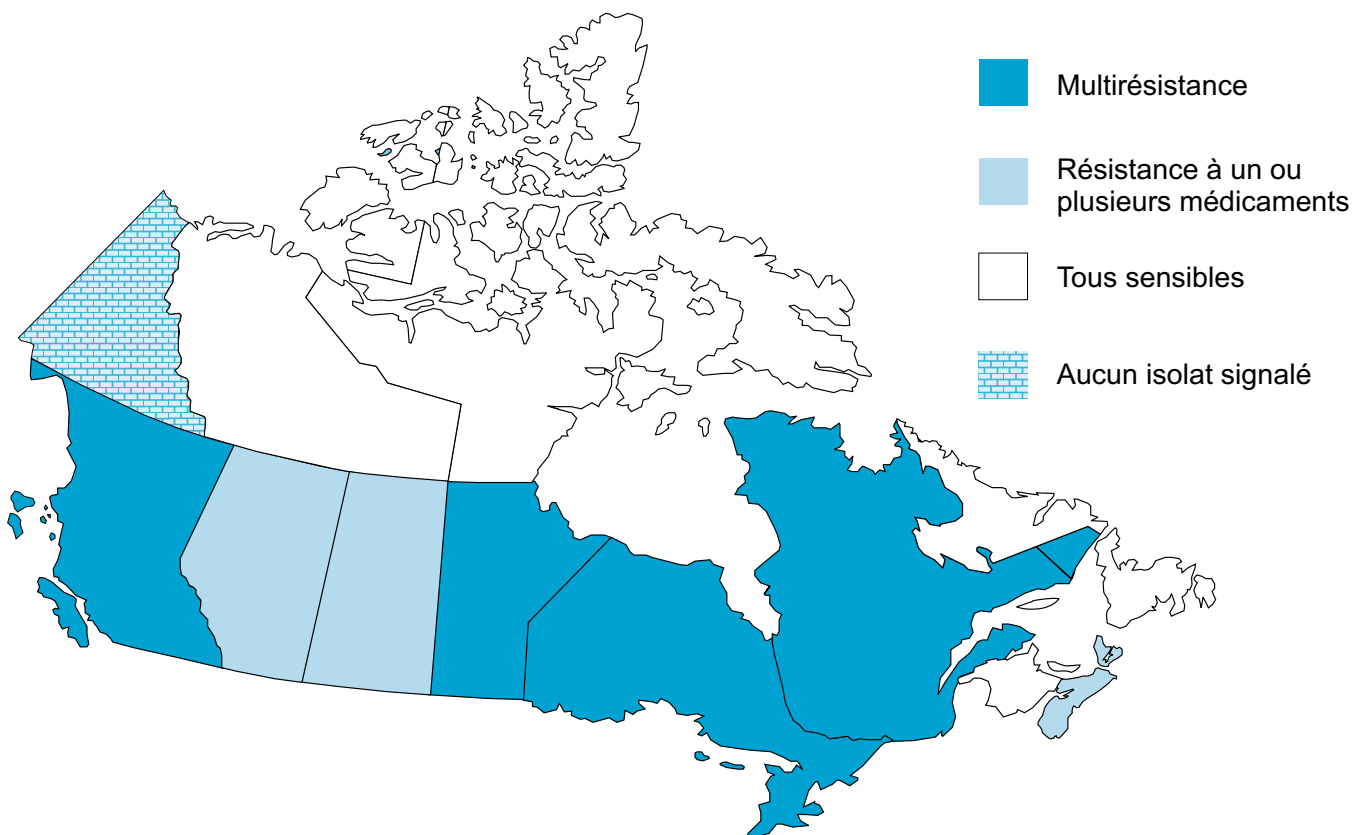 Multirésistance
Résistance à un ou
plusieurs médicaments
Tous sensibles
Aucun isolat signalé